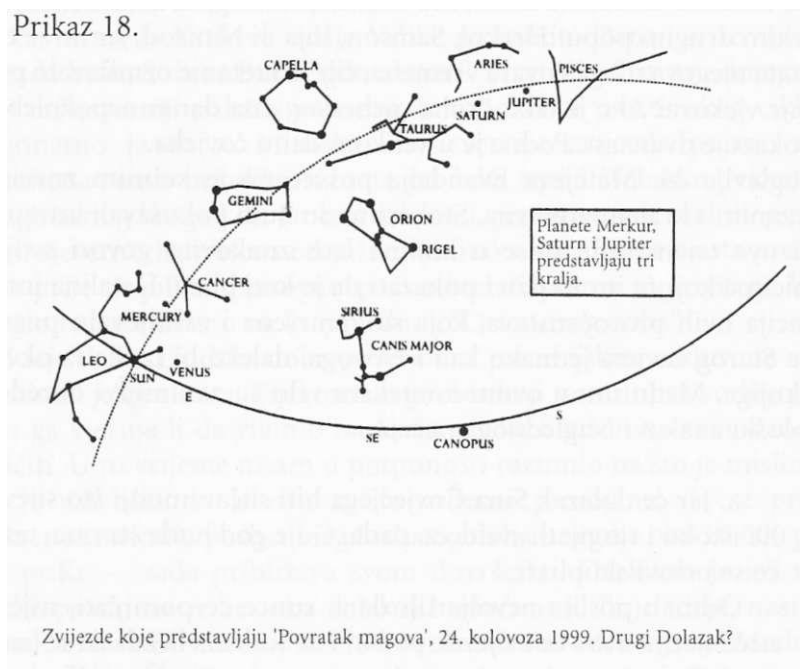 Prikaz 18.
CAPELLA
ARIES
PISCES
JUPITER
SATURN
TAURUS
GEMINI
ORION
RIGEL
Planete Merkur,
Saturn i Jupiter
predstavljaju tri
kralja.
CANCER
MERCURY
SIRIUS
CANIS MAJOR
LEO
SUN
VENUS
E
NE
CANOPUS
S
Zvijezde koje predstavljaju 'Povratak magova', 24. kolovoza 1999. Drugi Dolazak?